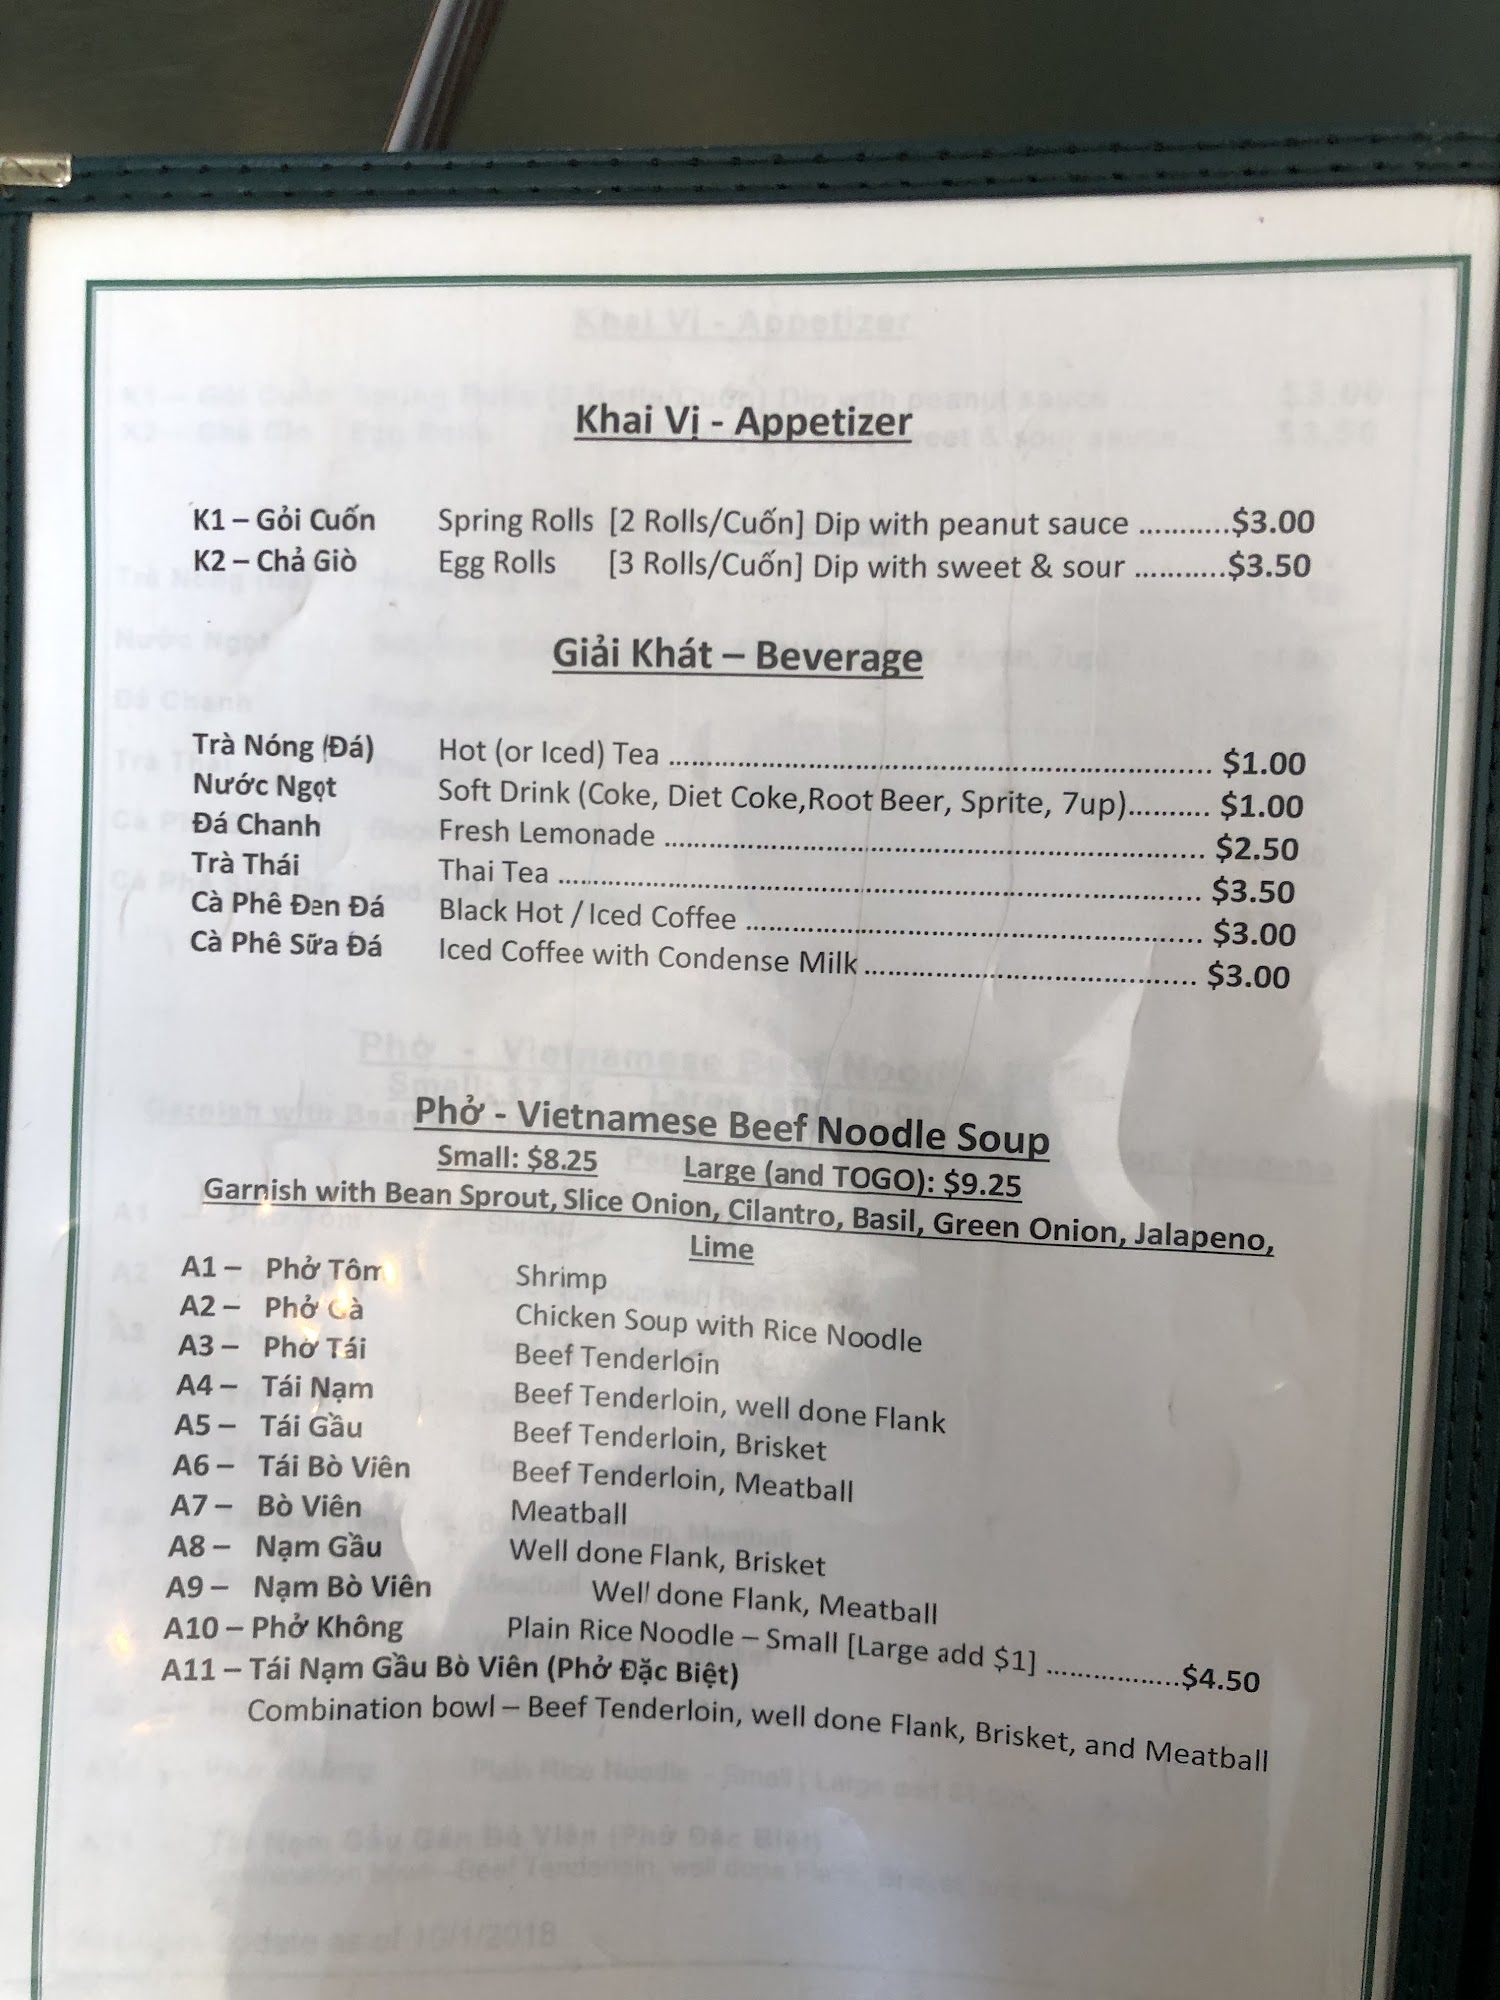 Khai Vị - Appetizer
K1 – Gỏi Cuốn Spring Rolls [2 Rolls/Cuốn] Dip with peanut sauce ...........$3.00
K2 – Chả Giò Egg Rolls [3 Rolls/Cuốn] Dip with sweet & sour ...........$3.50
Giải Khát – Beverage
Trà Nóng (Đá) Hot (or Iced) Tea ................................................................ $1.00
Nước Ngọt Soft Drink (Coke, Diet Coke,Root Beer, Sprite, 7up).......... $1.00
Đá Chanh Fresh Lemonade ................................................................ $2.50
Trà Thái Thai Tea ............................................................................ $3.50
Cà Phê Đen Đá Black Hot / Iced Coffee ...................................................... $3.00
Cà Phê Sữa Đá Iced Coffee with Condense Milk ........................................ $3.00
Phở - Vietnamese Beef Noodle Soup
Small: $8.25 Large (and TOGO): $9.25
Garnish with Bean Sprout, Slice Onion, Cilantro, Basil, Green Onion, Jalapeno,
Lime
A1 – Phở Tôm Shrimp
A2 – Phở Gà Chicken Soup with Rice Noodle
A3 – Phở Tái Beef Tenderloin
A4 – Tái Nạm Beef Tenderloin, well done Flank
A5 – Tái Gầu Beef Tenderloin, Brisket
A6 – Tái Bò Viên Beef Tenderloin, Meatball
A7 – Bò Viên Meatball
A8 – Nạm Gầu Well done Flank, Brisket
A9 – Nạm Bò Viên Well done Flank, Meatball
A10 – Phở Không Plain Rice Noodle – Small [Large add $1] .................$4.50
A11 – Tái Nạm Gầu Bò Viên (Phở Đặc Biệt)
Combination bowl – Beef Tenderloin, well done Flank, Brisket, and Meatball